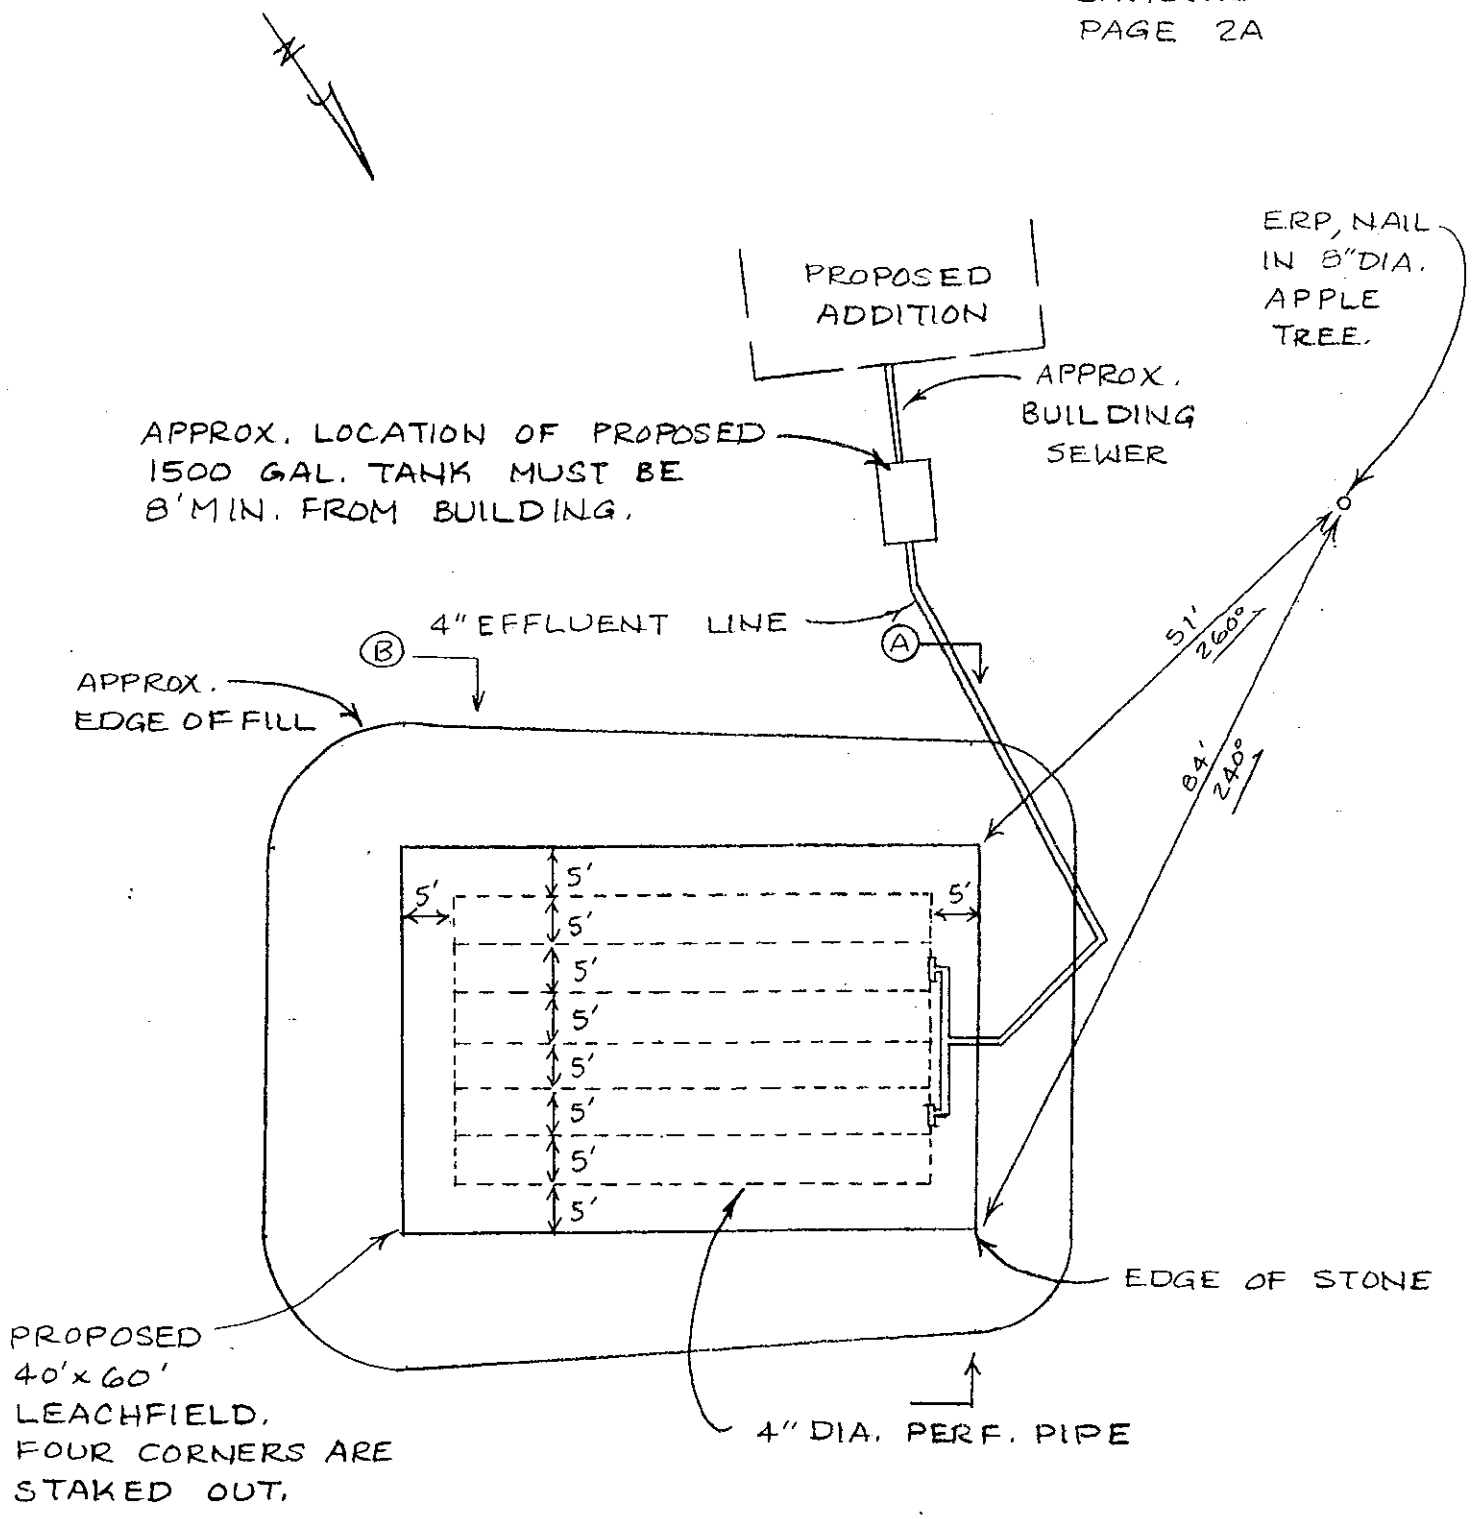 PAGE 2A
N
ERP, NAIL
IN 8"DIA.
APPLE
TREE.
PROPOSED
ADDITION
APPROX.
BUILDING
SEWER
APPROX. LOCATION OF PROPOSED
1500 GAL. TANK MUST BE
8'MIN. FROM BUILDING.
4" EFFLUENT LINE
A
B
51'
260°
84'
240°
APPROX.
EDGE OF FILL
5'
5'
5'
5'
5'
5'
5'
5'
5'
5'
EDGE OF STONE
PROPOSED
40'x60'
LEACHFIELD.
FOUR CORNERS ARE
STAKED OUT.
4" DIA. PERF. PIPE